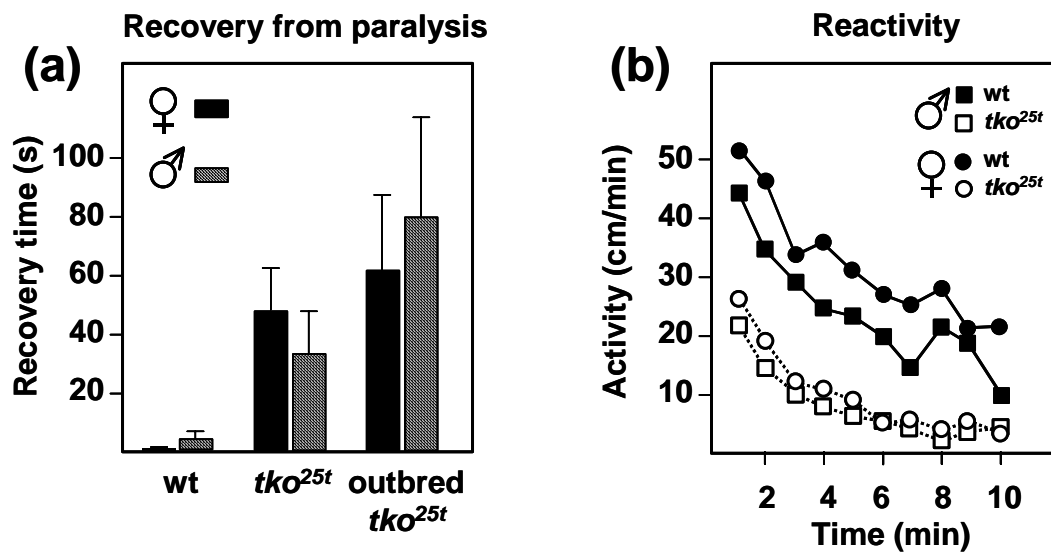 Recovery from paralysis
(a)
♀
♂
Recovery time (s)
100
80
60
40
20
wt
tko²⁵ᵗ
outbred
tko²⁵ᵗ
Reactivity
(b)
♂ wt
tko²⁵ᵗ
♀ wt
tko²⁵ᵗ
Activity (cm/min)
50
40
30
20
10
2 4 6 8 10
Time (min)